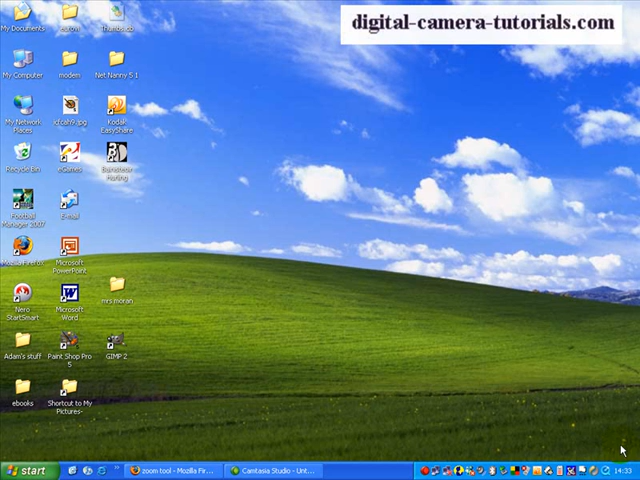 digital-camera-tutorials.com
My Documents
Thumbs.db
My Computer
modem
Net Nanny 5.1
My Network
Places
Kodak
EasyShare
Recycle Bin
eGames
Hurling
Football
Manager 2007
E-mail
Mozilla Firefox
Microsoft
PowerPoint
mrs moran
Nero
StartSmart
Microsoft
Word
Adam's stuff
Paint Shop Pro
5
GIMP 2
ebooks
Shortcut to My
Pictures-
start
zoom tool - Mozilla Fir...
Camtasia Studio - Unt...
14:33